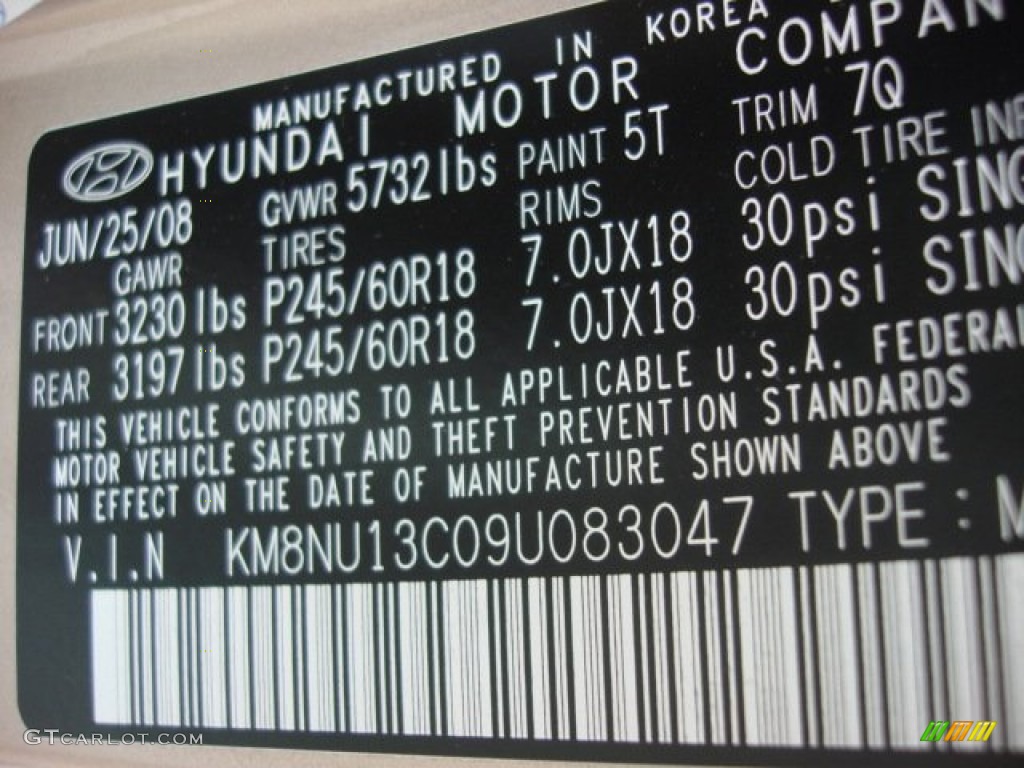 MANUFACTURED IN KOREA
HYUNDAI MOTOR COMPAN
JUN/25/08 GVWR 5732 lbs PAINT 5T TRIM 7Q
GAWR TIRES RIMS COLD TIRE INF
FRONT 3230 lbs P245/60R18 7.0JX18 30psi SING
REAR 3197 lbs P245/60R18 7.0JX18 30psi SING
THIS VEHICLE CONFORMS TO ALL APPLICABLE U.S.A. FEDERAL
MOTOR VEHICLE SAFETY AND THEFT PREVENTION STANDARDS
IN EFFECT ON THE DATE OF MANUFACTURE SHOWN ABOVE
V.I.N KM8NU13C09U083047 TYPE : M
GTCARLOT.COM